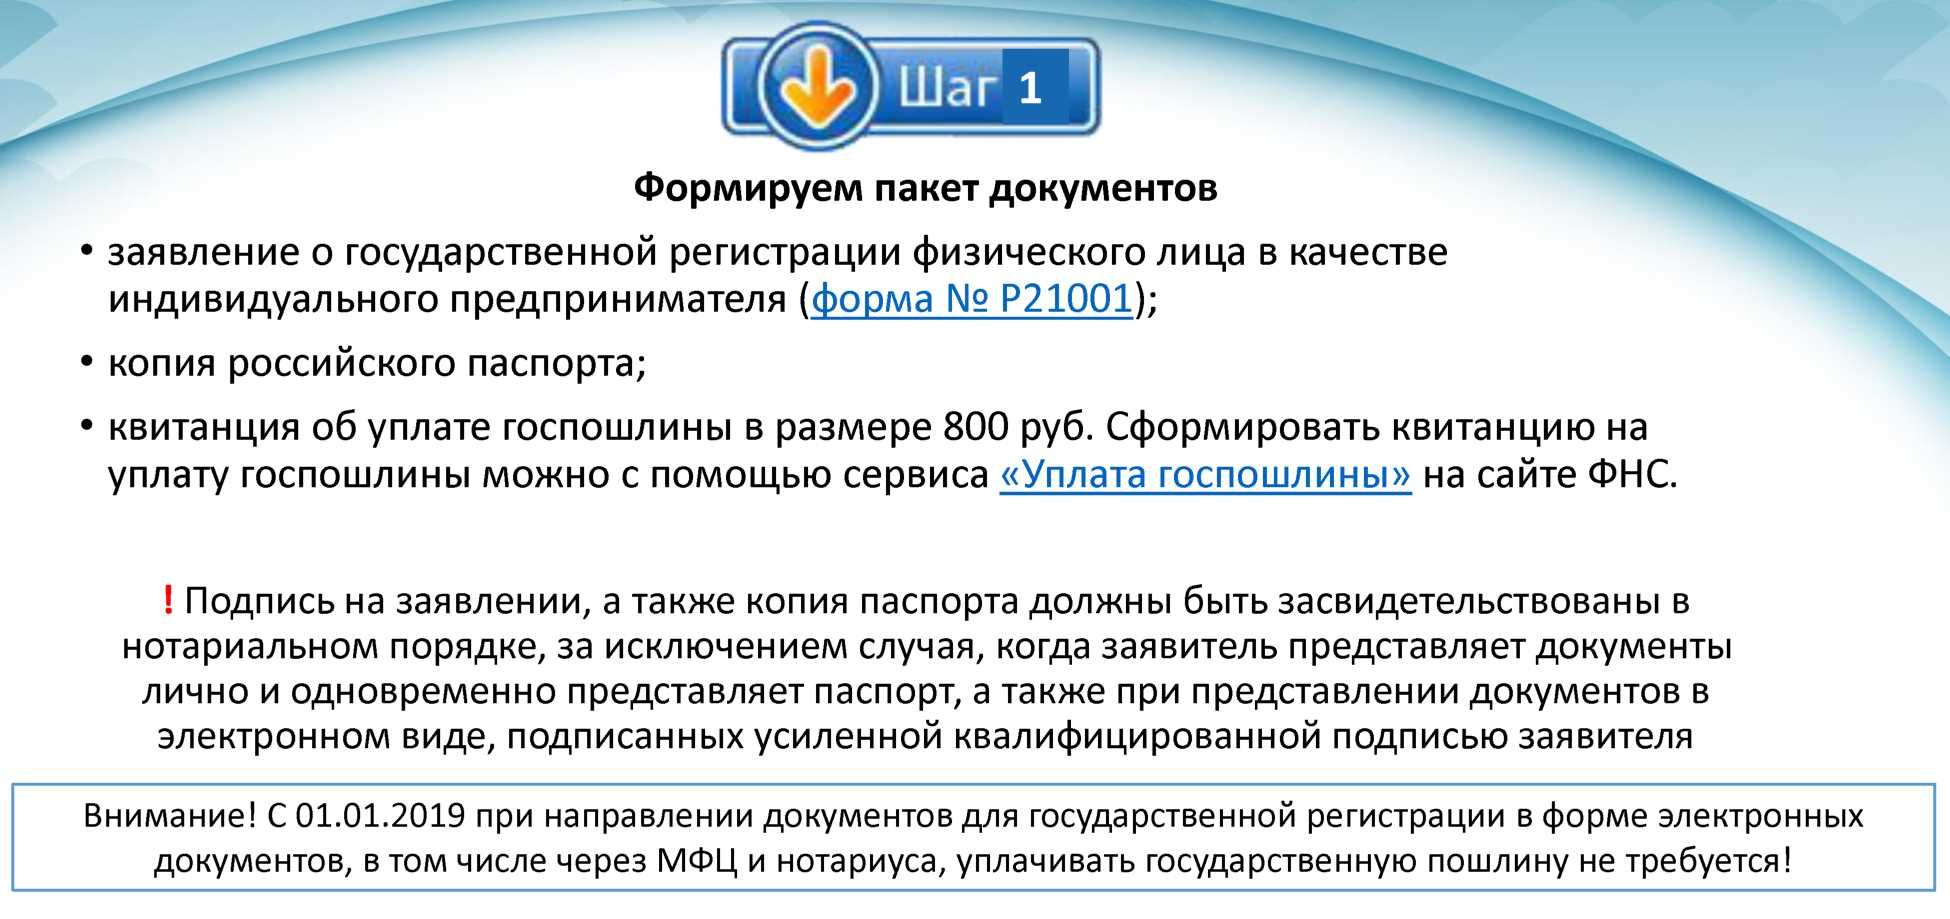 Шаг 1
Формируем пакет документов
• заявление о государственной регистрации физического лица в качестве
индивидуального предпринимателя (форма № Р21001);
• копия российского паспорта;
• квитанция об уплате госпошлины в размере 800 руб. Сформировать квитанцию на
уплату госпошлины можно с помощью сервиса «Уплата госпошлины» на сайте ФНС.
! Подпись на заявлении, а также копия паспорта должны быть засвидетельствованы в
нотариальном порядке, за исключением случая, когда заявитель представляет документы
лично и одновременно представляет паспорт, а также при представлении документов в
электронном виде, подписанных усиленной квалифицированной подписью заявителя
Внимание! С 01.01.2019 при направлении документов для государственной регистрации в форме электронных
документов, в том числе через МФЦ и нотариуса, уплачивать государственную пошлину не требуется!